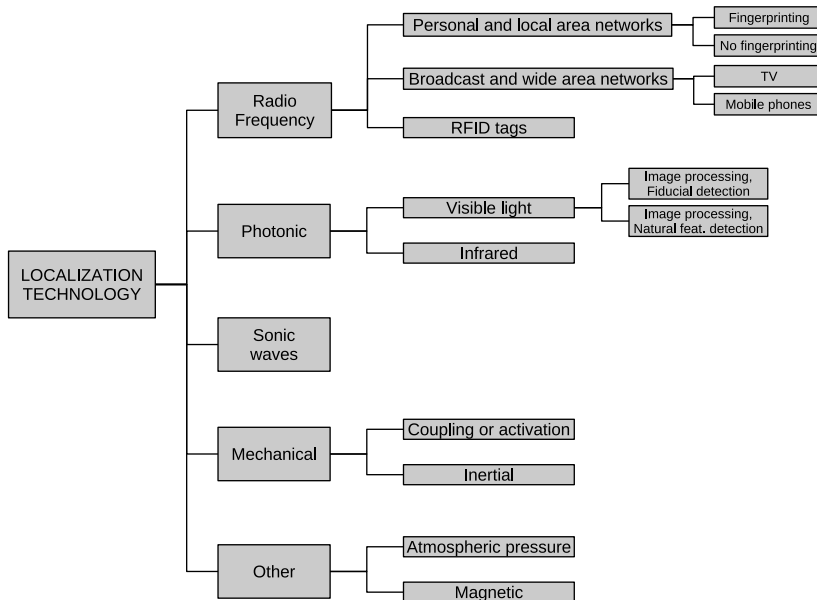 LOCALIZATION
TECHNOLOGY
Radio
Frequency
Personal and local area networks
Fingerprinting
No fingerprinting
Broadcast and wide area networks
TV
Mobile phones
RFID tags
Photonic
Visible light
Image processing,
Fiducial detection
Image processing,
Natural feat. detection
Infrared
Sonic
waves
Mechanical
Coupling or activation
Inertial
Other
Atmospheric pressure
Magnetic